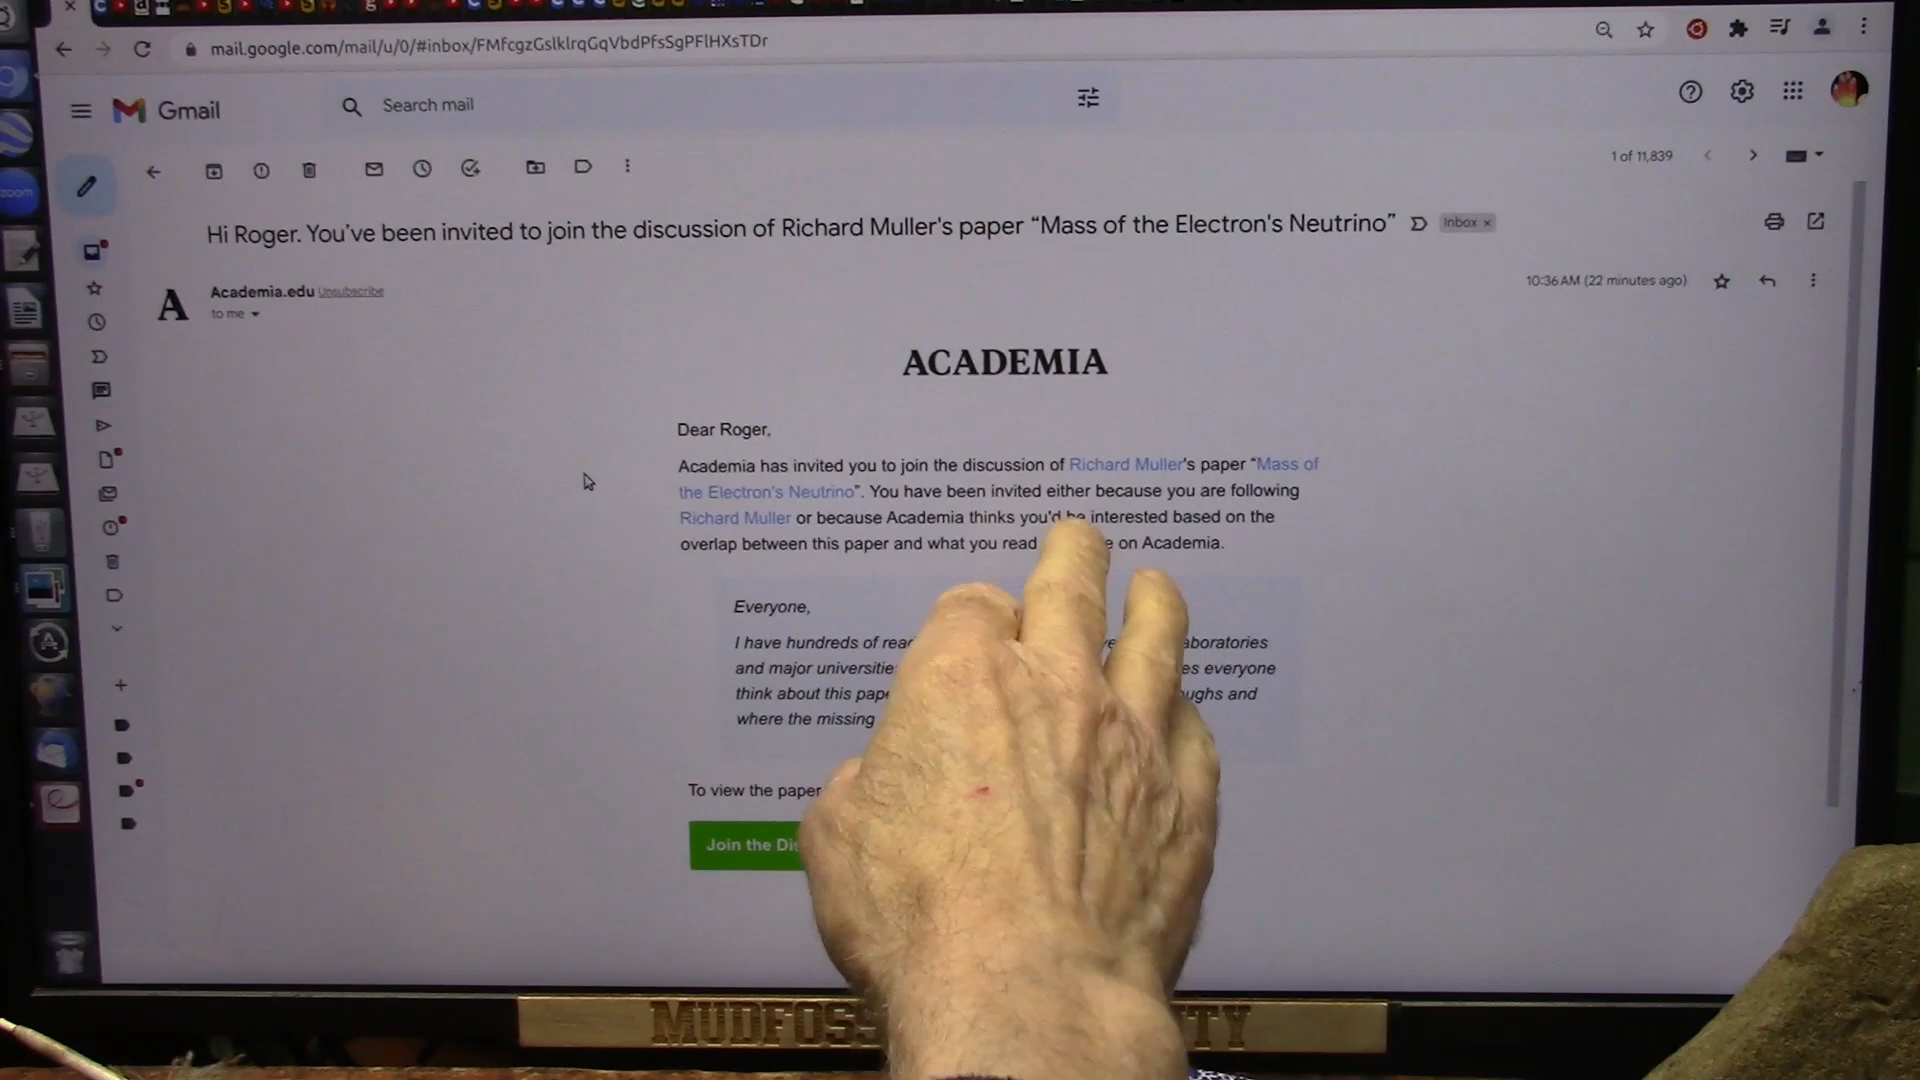 mail.google.com/mail/u/0/#inbox/FMfcgzGslklrqGqVbdPfsSgPFlHXsTDr
Gmail
Search mail
1 of 11,839
Hi Roger. You've been invited to join the discussion of Richard Muller's paper “Mass of the Electron's Neutrino”
Inbox x
Academia.edu Unsubscribe
10:36 AM (22 minutes ago)
to me
zoom
A
ACADEMIA
Dear Roger,
Academia has invited you to join the discussion of Richard Muller's paper “Mass of
the Electron's Neutrino”. You have been invited either because you are following
Richard Muller or because Academia thinks you'd be interested based on the
overlap between this paper and what you read on Academia.
Everyone,
I have hundreds of
and major everyone
think about this and
where the missing
To view the paper
Join the